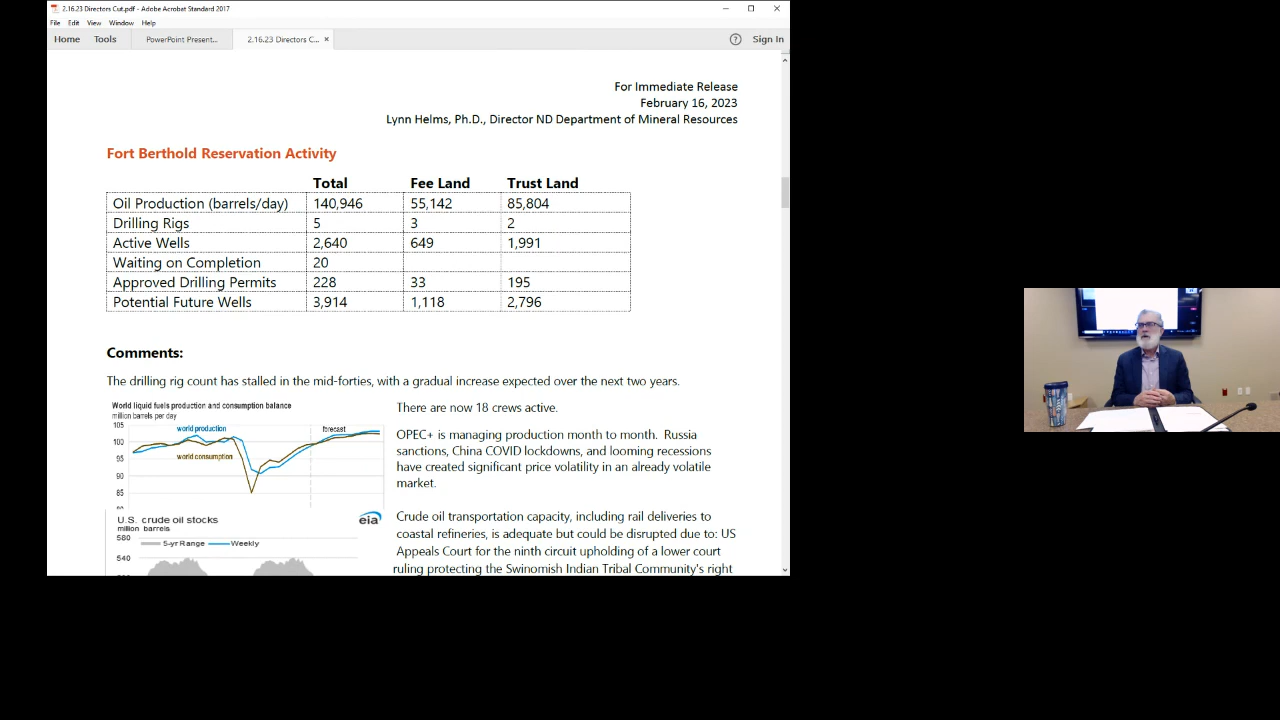 2.16.23 Directors Cut.pdf - Adobe Acrobat Standard 2017
File Edit View Window Help
Home Tools PowerPoint Present... 2.16.23 Directors C... × ? Sign In
For Immediate Release
February 16, 2023
Lynn Helms, Ph.D., Director ND Department of Mineral Resources
Fort Berthold Reservation Activity
Total Fee Land Trust Land
Oil Production (barrels/day) 140,946 55,142 85,804
Drilling Rigs 5 3 2
Active Wells 2,640 649 1,991
Waiting on Completion 20
Approved Drilling Permits 228 33 195
Potential Future Wells 3,914 1,118 2,796
Comments:
The drilling rig count has stalled in the mid-forties, with a gradual increase expected over the next two years.
World liquid fuels production and consumption balance
million barrels per day
105
100
95
90
85
world production
forecast
world consumption
There are now 18 crews active.
OPEC+ is managing production month to month. Russia
sanctions, China COVID lockdowns, and looming recessions
have created significant price volatility in an already volatile
market.
U.S. crude oil stocks
million barrels
eia
580
5-yr Range Weekly
540
Crude oil transportation capacity, including rail deliveries to
coastal refineries, is adequate but could be disrupted due to: US
Appeals Court for the ninth circuit upholding of a lower court
ruling protecting the Swinomish Indian Tribal Community's right